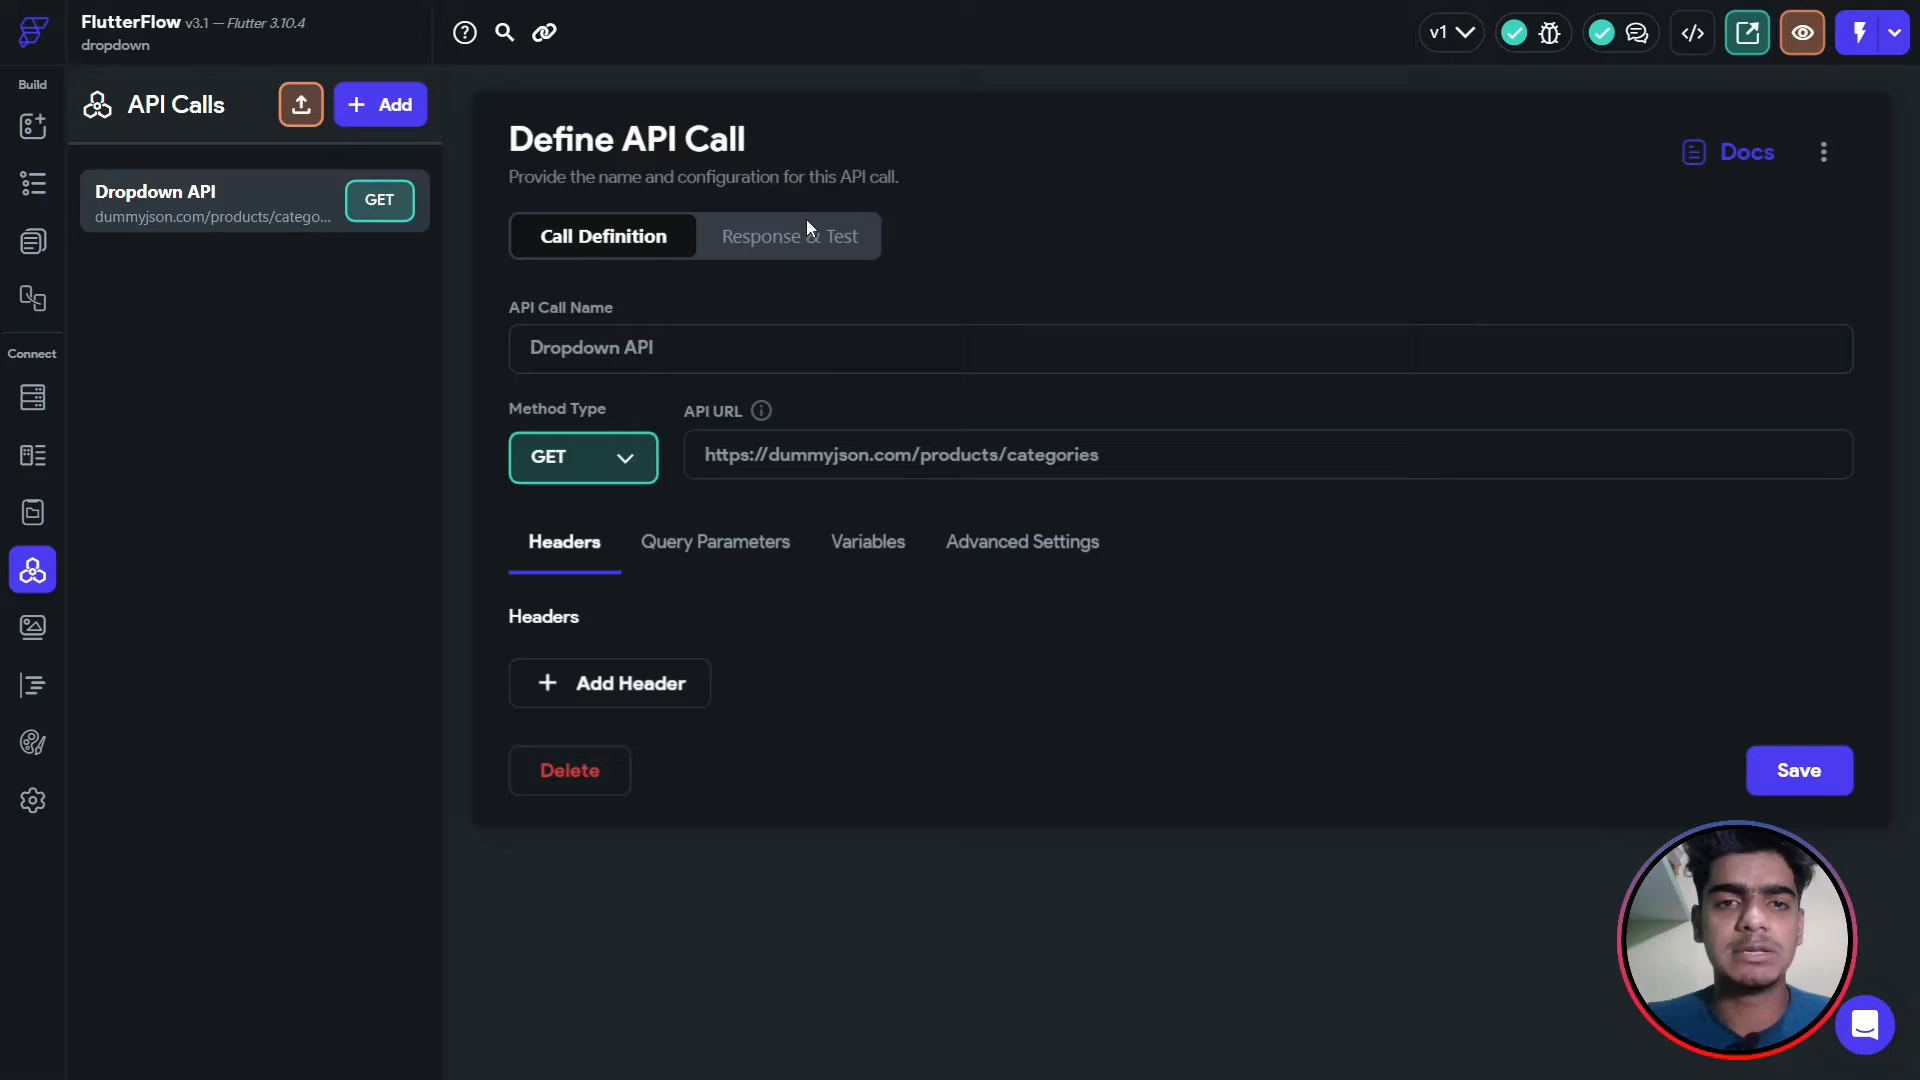 FlutterFlow v3.1 — Flutter 3.10.4
dropdown
v1
Build
API Calls
+ Add
Dropdown API
dummyjson.com/products/catego...
GET
Connect
Define API Call
Provide the name and configuration for this API call.
Docs
Call Definition
Response & Test
API Call Name
Dropdown API
Method Type
API URL
GET
https://dummyjson.com/products/categories
Headers
Query Parameters
Variables
Advanced Settings
Headers
+ Add Header
Delete
Save